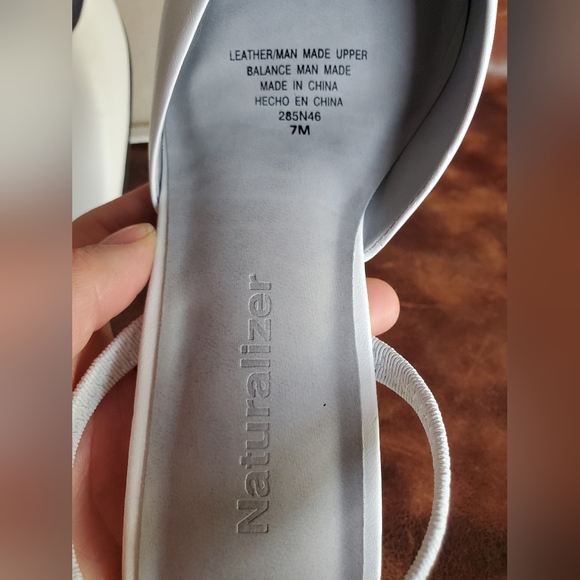 LEATHER/MAN MADE UPPER
BALANCE MAN MADE
MADE IN CHINA
HECHO EN CHINA
285N46
7M
Naturalizer